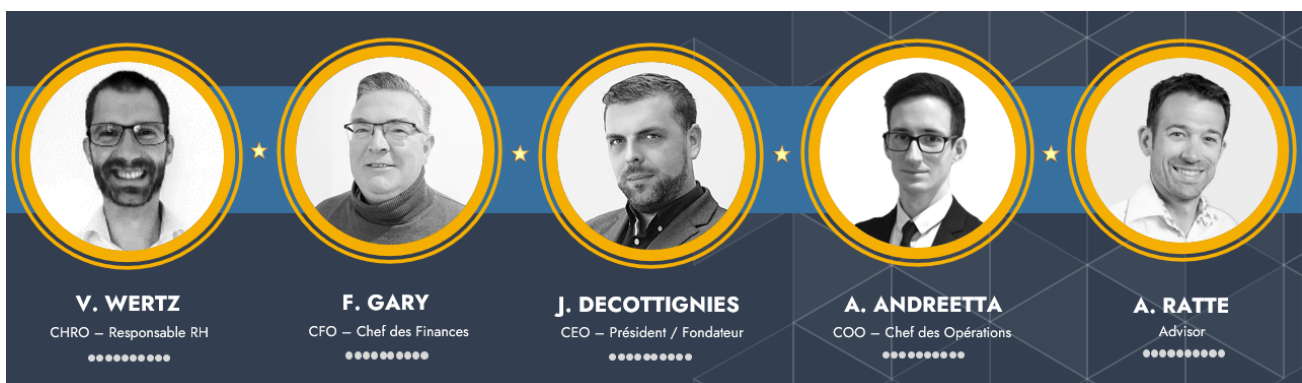 V. WERTZ
CHRO – Responsable RH
F. GARY
CFO – Chef des Finances
J. DECOTTIGNIES
CEO – Président / Fondateur
A. ANDREETTA
COO – Chef des Opérations
A. RATTE
Advisor